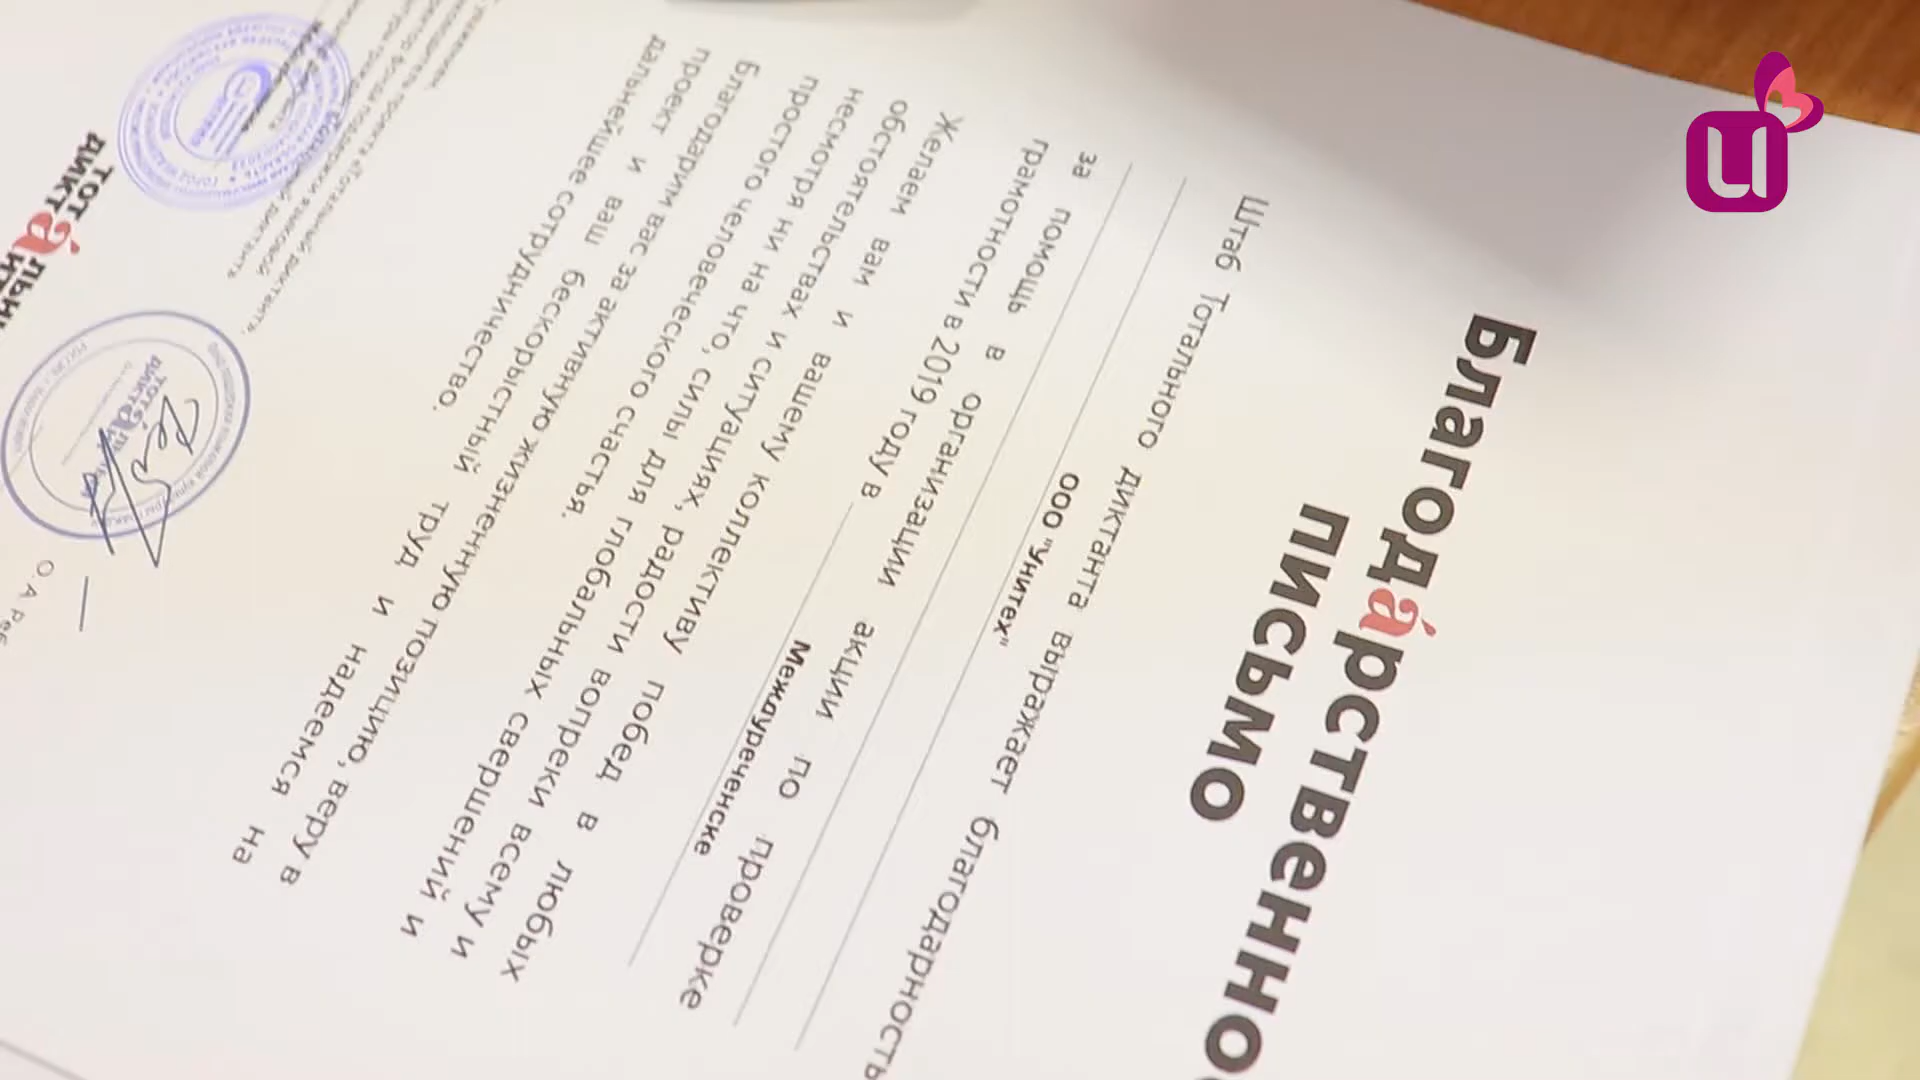 Благодарственно
письмо
Штаб Тотального диктанта выражает благодарность
ООО "Унитех"
за помощь в организации акции по проверке
грамотности в 2019 году в Междуреченске
Желаем вам и вашему коллективу побед в любых
обстоятельствах и ситуациях, радости вопреки всему и
несмотря ни на что, силы для глобальных свершений и
простого человеческого счастья.
Благодарим вас за активную жизненную позицию, веру в
проект и ваш бескорыстный труд и надеемся на
дальнейшее сотрудничество.
О.А Реб